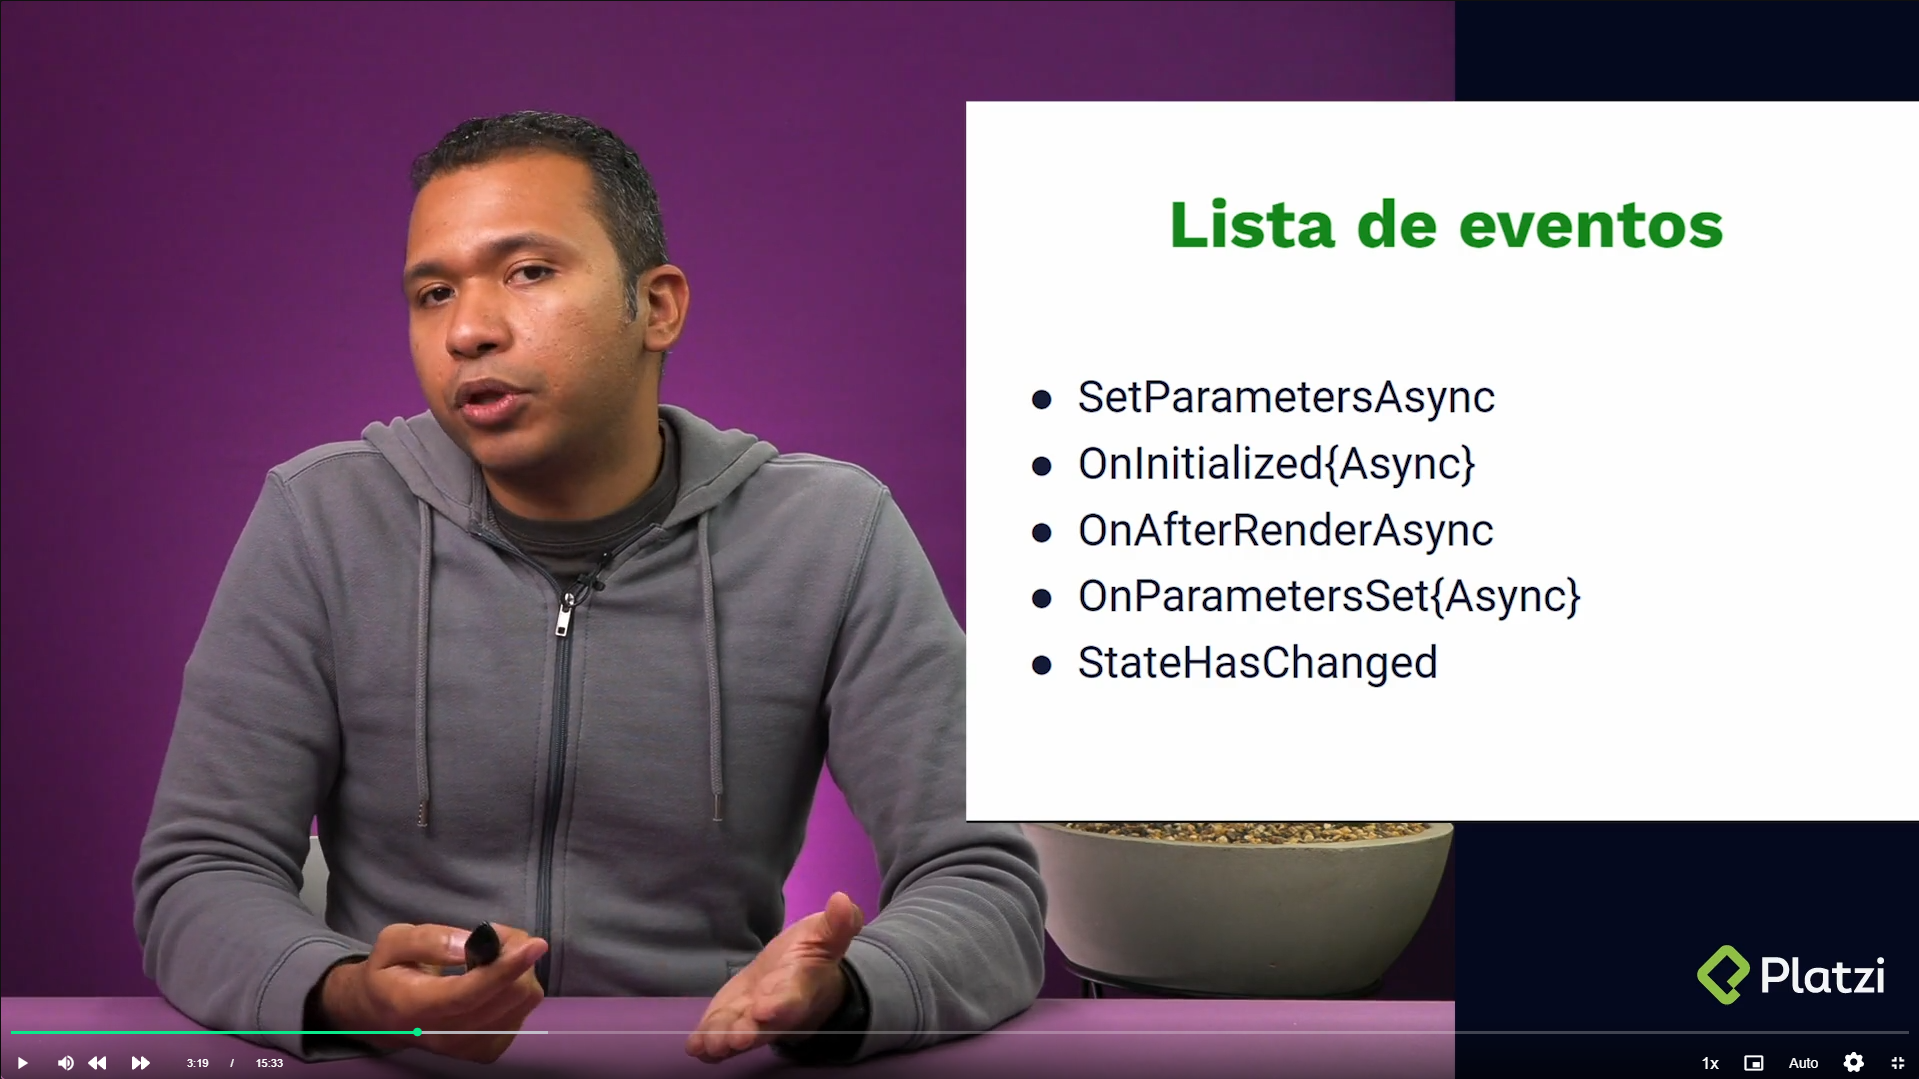 Lista de eventos
● SetParametersAsync
● OnInitialized{Async}
● OnAfterRenderAsync
● OnParametersSet{Async}
● StateHasChanged
Platzi
3:19 / 15:33 1x Auto